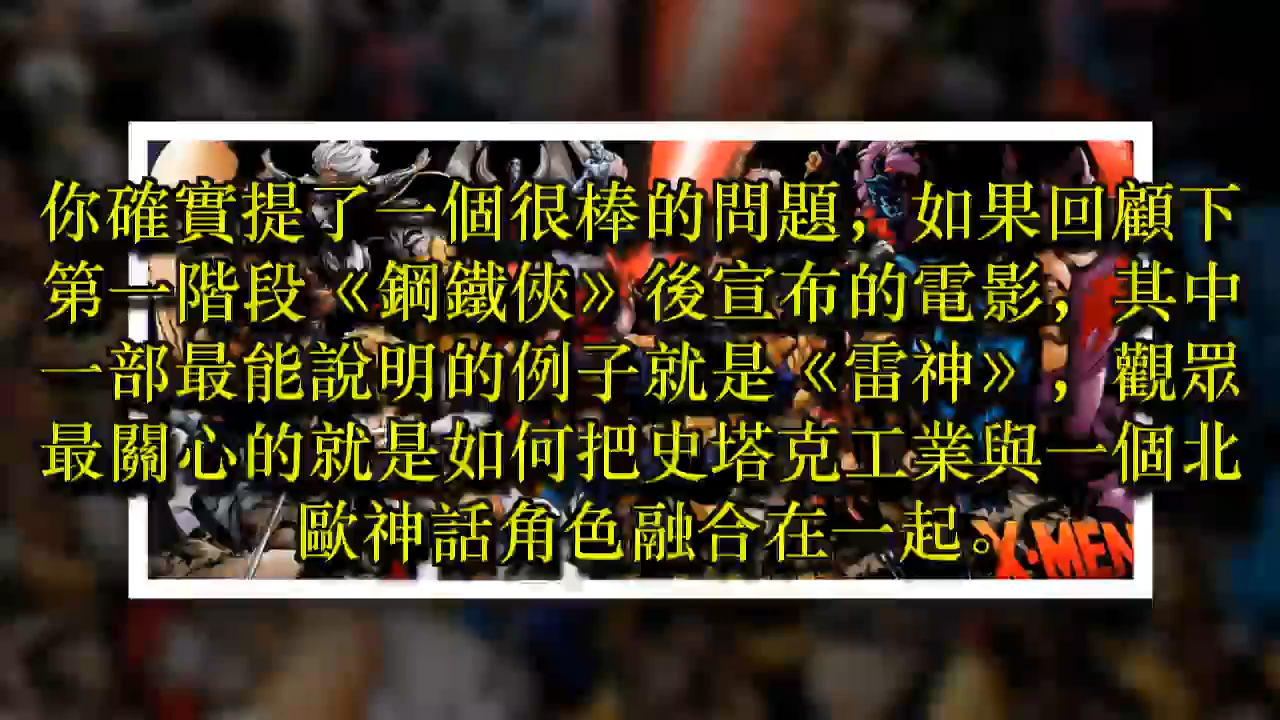 你確實提了一個很棒的問題，如果回顧下
第一階段《鋼鐵俠》後宣布的電影，其中
一部最能說明的例子就是《雷神》，觀眾
最關心的就是如何把史塔克工業與一個北
歐神話角色融合在一起。
X-MEN